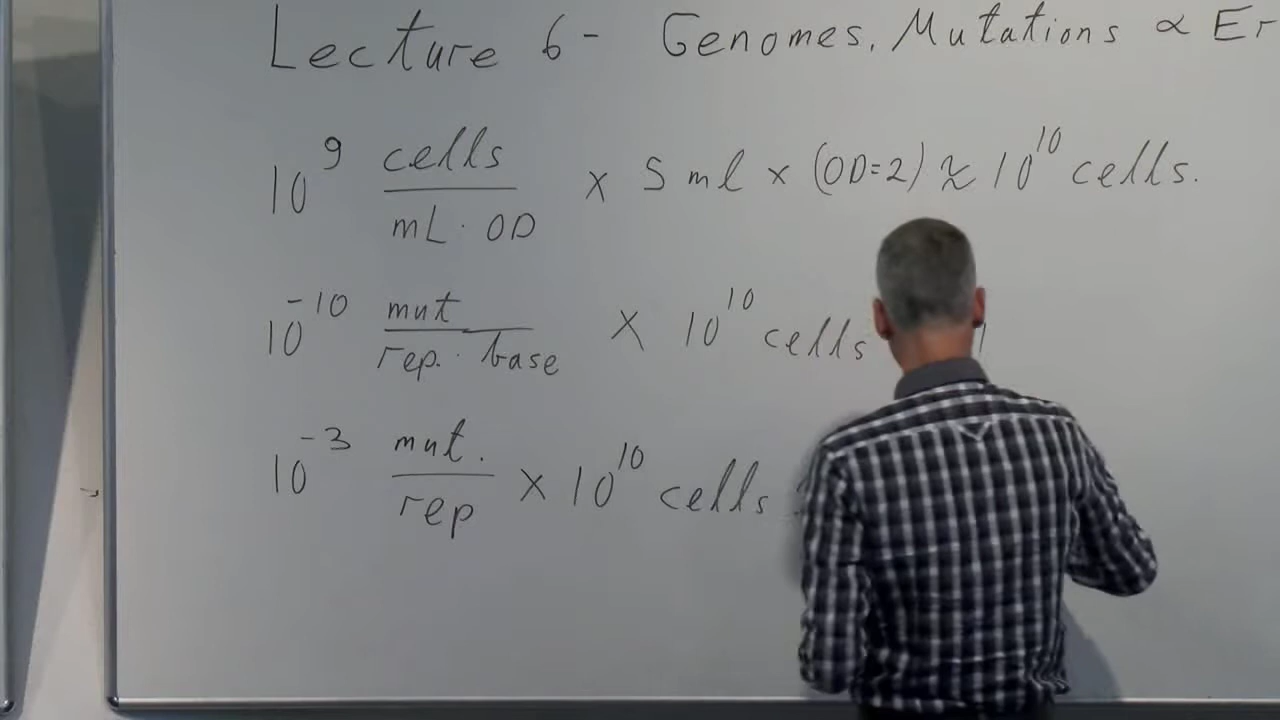 Lecture 6 - Genomes, Mutations & Er
10^9 cells / mL · OD × 5 ml × (OD=2) ≈ 10^10 cells.
10^-10 mut / rep. · base × 10^10 cells
10^-3 mut. / rep × 10^10 cells